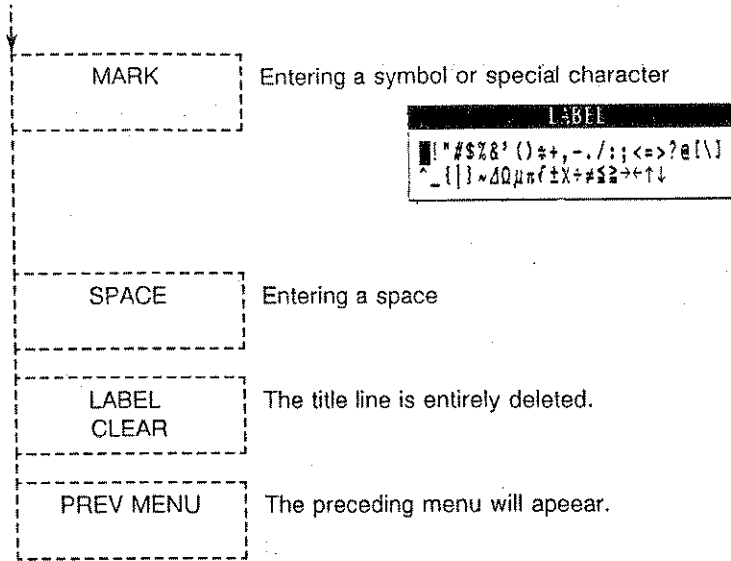 MARK Entering a symbol or special character
LABEL
!"#$%&'()*+,-./:;<=>?@[\]
^_{|}~ΔΩµπ∫±X÷≠≦≧→←↑↓
SPACE Entering a space
LABEL The title line is entirely deleted.
CLEAR
PREV MENU The preceding menu will apeear.